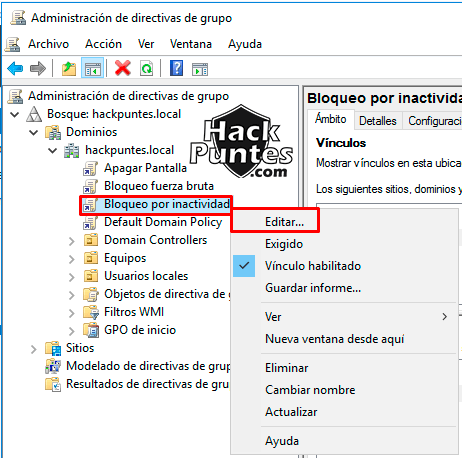 Administración de directivas de grupo
Archivo Acción Ver Ventana Ayuda
Administración de directivas de grupo
Bosque: hackpuntes.local
Dominios
hackpuntes.local
Apagar Pantalla
Bloqueo fuerza bruta
Bloqueo por inactividad
Default Domain Policy
Domain Controllers
Equipos
Usuarios locales
Objetos de directiva de g
Filtros WMI
GPO de inicio
Sitios
Modelado de directivas de grupo
Resultados de directivas de grup
Hack
Puntes
.com
Bloqueo por inactivida
Ámbito Detalles Configuraci
Vínculos
Mostrar vínculos en esta ubica
Los siguientes sitios, dominios y
Editar...
Exigido
Vínculo habilitado
Guardar informe...
Ver
Nueva ventana desde aquí
Eliminar
Cambiar nombre
Actualizar
Ayuda